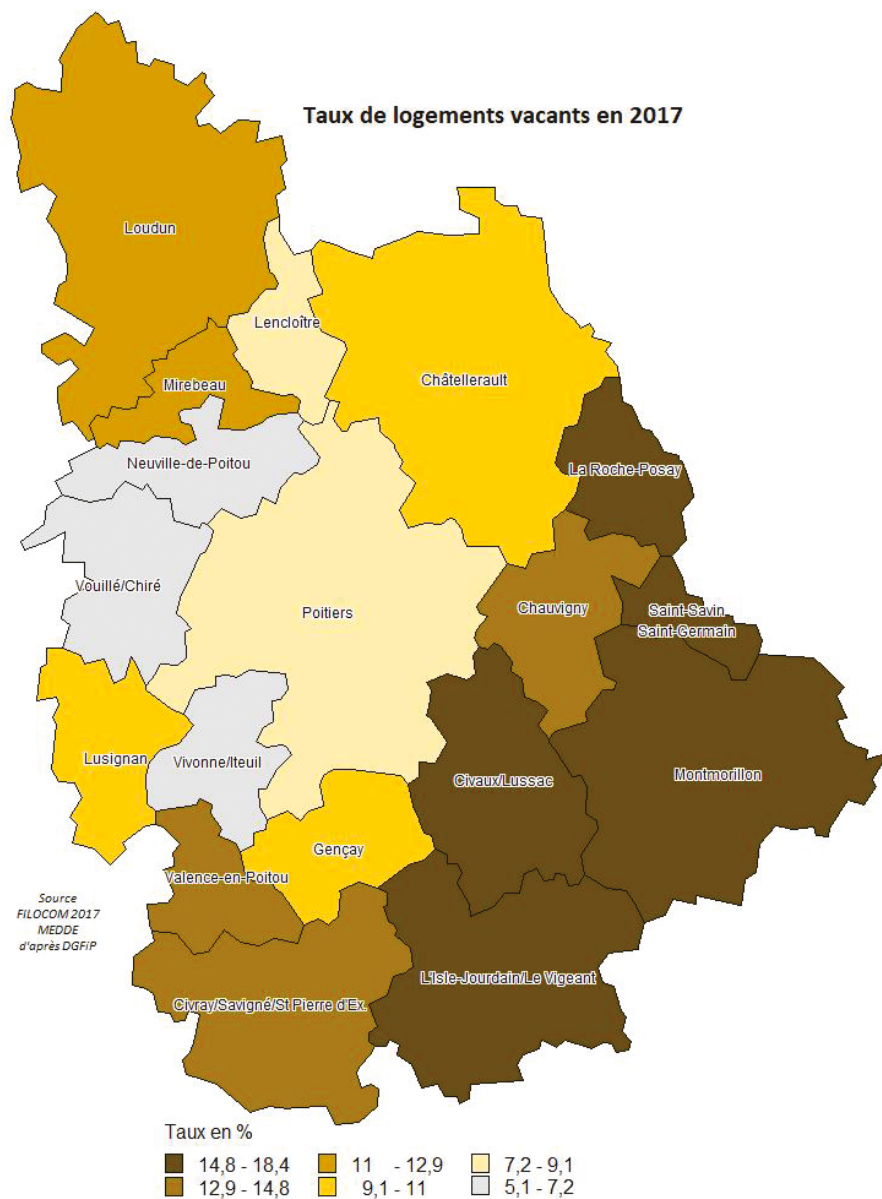 Taux de logements vacants en 2017
Loudun
Lencloître
Châtellerault
Mirebeau
Neuville-de-Poitou
La Roche-Posay
Vouillé/Chiré
Poitiers
Chauvigny
Saint-Savin
Saint-Germain
Lusignan
Vivonne/Iteuil
Civaux/Lussac
Montmorillon
Gençay
Valence-en-Poitou
Source
FILOCOM 2017
MEDDE
d'après DGFiP
L'Isle-Jourdain/Le Vigeant
Civray/Savigné/St Pierre d'Ex.
Taux en %
14,8 - 18,4
11 - 12,9
7,2 - 9,1
12,9 - 14,8
9,1 - 11
5,1 - 7,2